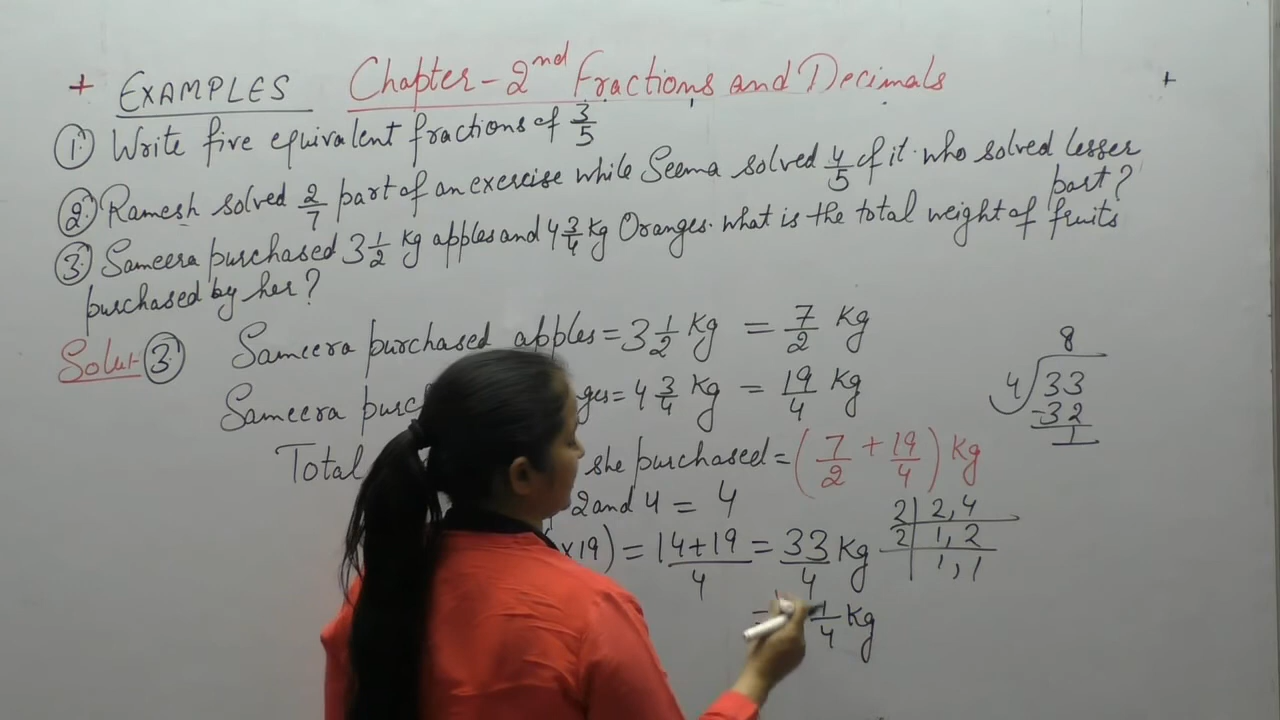 + EXAMPLES Chapter-2nd Fractions and Decimals +
① Write five equivalent fractions of 3/5
② Ramesh solved 2/7 part of an exercise while Seema solved 4/5 of it. who solved lesser part?
③ Sameera purchased 3 1/2 Kg apples and 4 3/4 Kg Oranges. what is the total weight of fruits
purchased by her?
Solut ③ Sameera purchased apples = 3 1/2 Kg = 7/2 Kg
Sameera = 4 3/4 Kg = 19/4 Kg
Total she purchased = (7/2 + 19/4) Kg
2 and 4 = 4
×19) = 14+19/4 = 33/4 Kg
= 1/4 Kg
8
4 33
-32
1
2 2, 4
2 1, 2
1, 1